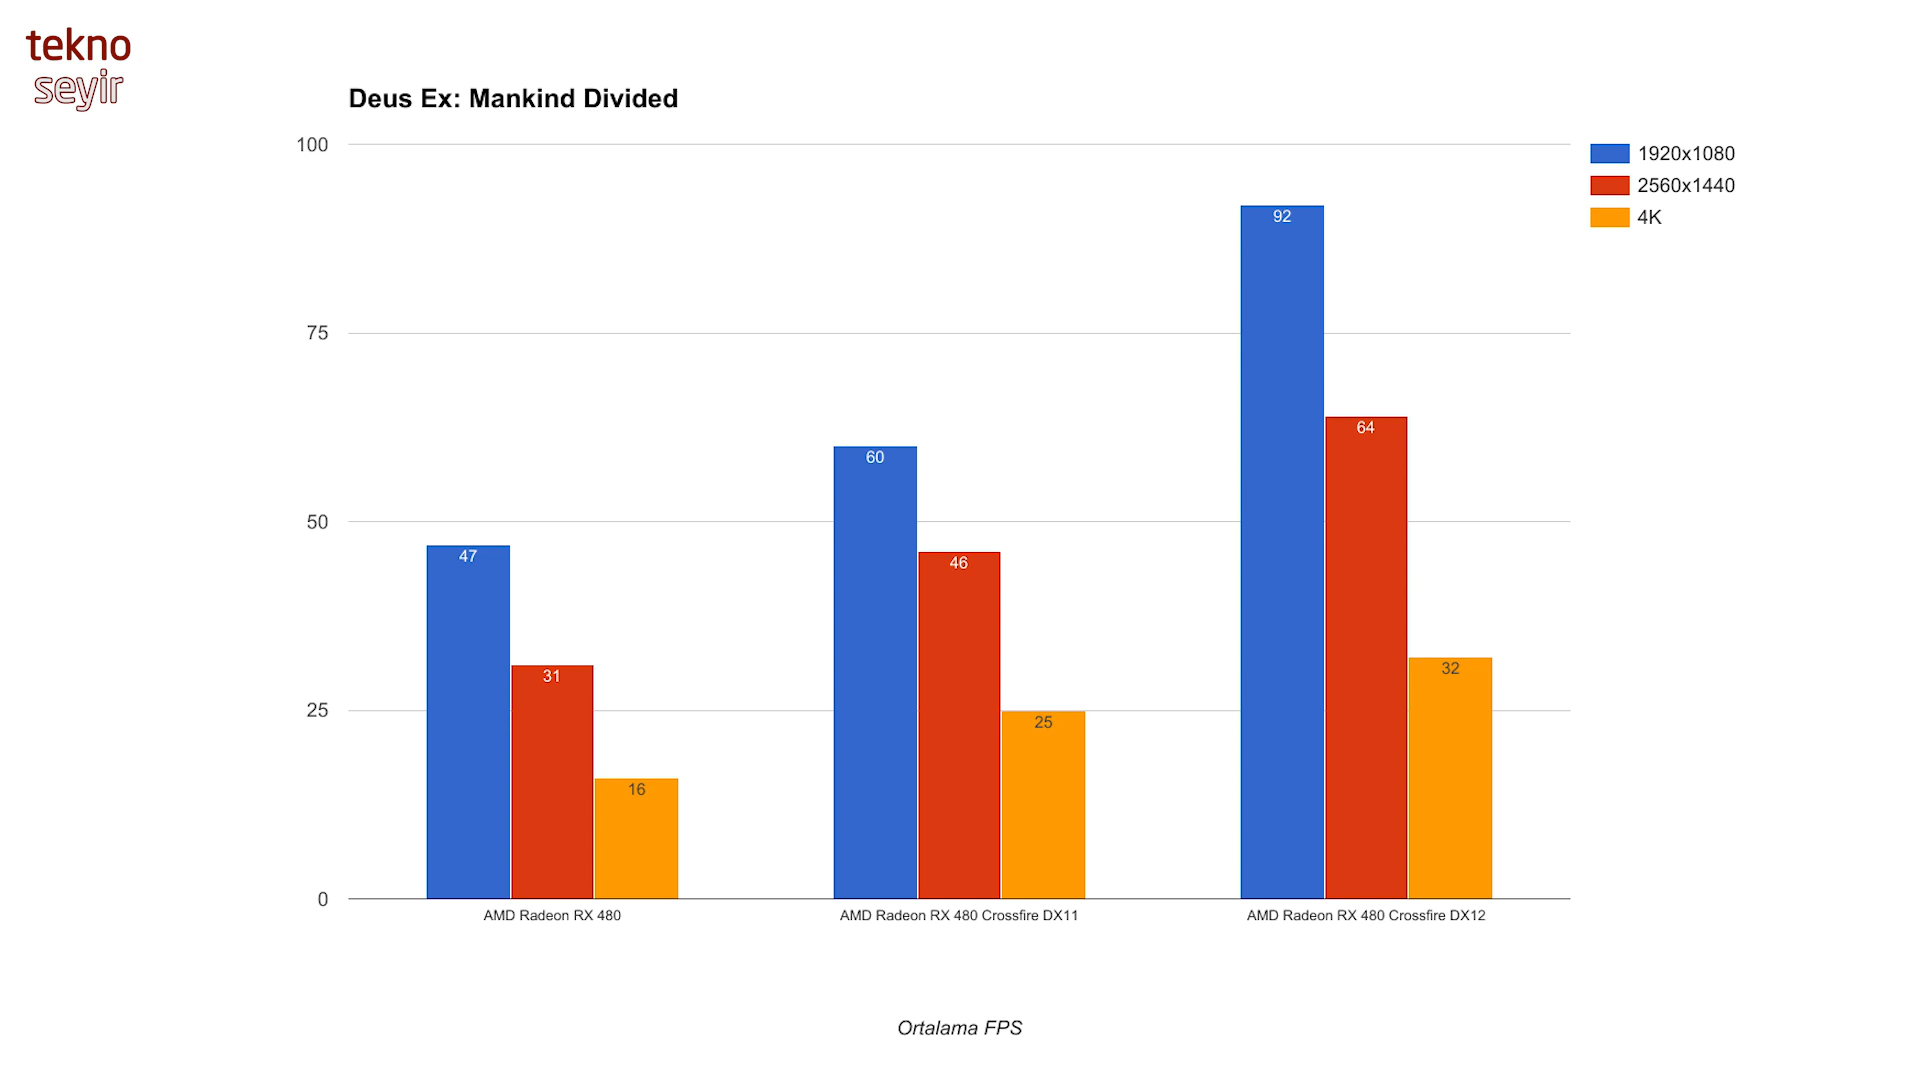 tekno
seyir
Deus Ex: Mankind Divided
100
75
50
25
0
1920x1080
2560x1440
4K
47
31
16
60
46
25
92
64
32
AMD Radeon RX 480
AMD Radeon RX 480 Crossfire DX11
AMD Radeon RX 480 Crossfire DX12
Ortalama FPS